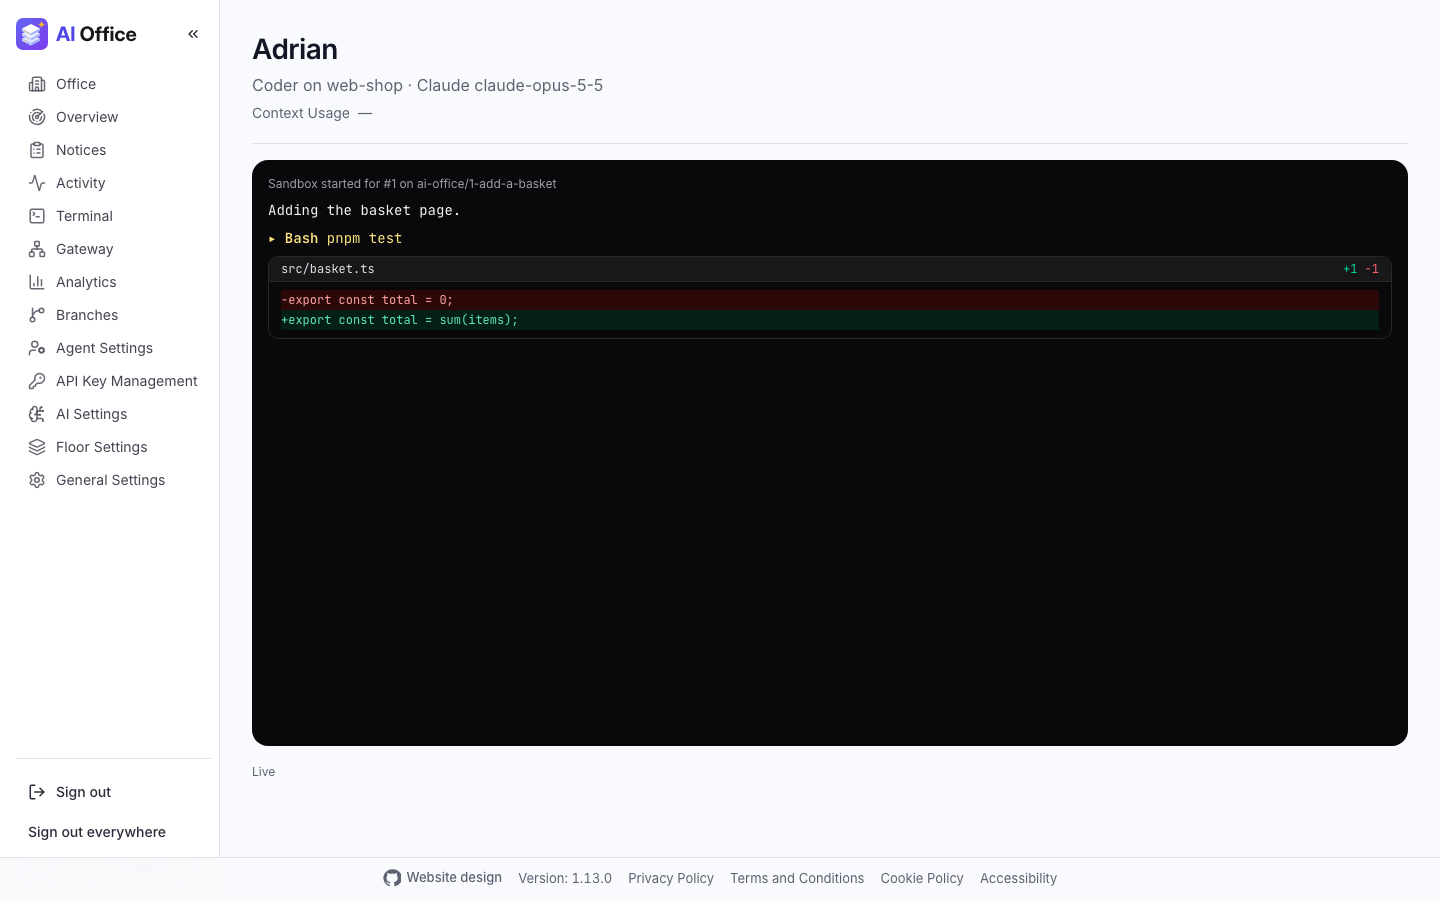 AI Office
Office
Overview
Notices
Activity
Terminal
Gateway
Analytics
Branches
Agent Settings
API Key Management
AI Settings
Floor Settings
General Settings
Sign out
Sign out everywhere
Adrian
Coder on web-shop · Claude claude-opus-5-5
Context Usage —
Sandbox started for #1 on ai-office/1-add-a-basket
Adding the basket page.
▸ Bash pnpm test
src/basket.ts +1 -1
-export const total = 0;
+export const total = sum(items);
Live
Website design Version: 1.13.0 Privacy Policy Terms and Conditions Cookie Policy Accessibility